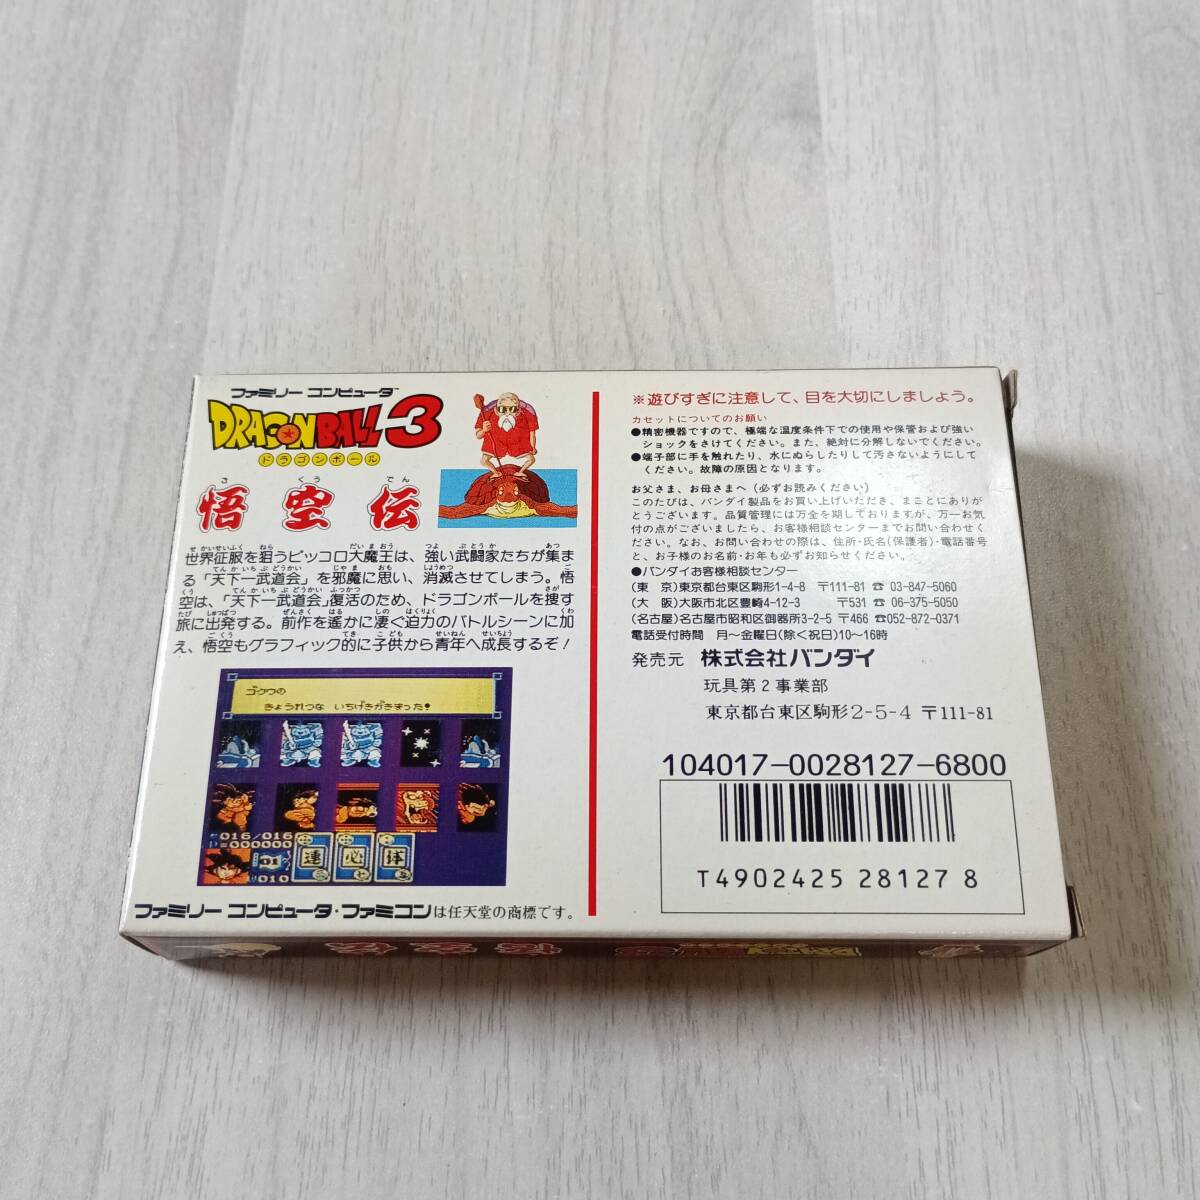 ファミリー コンピュータ™
DRAGON BALL 3
ドラゴンボール
悟空伝
世界征服を狙うピッコロ大魔王は、強い武闘家たちが集ま
る「天下一武道会」を邪魔に思い、消滅させてしまう。悟
空は、「天下一武道会」復活のため、ドラゴンボールを捜す
旅に出発する。前作を遙かに凄ぐ迫力のバトルシーンに加
え、悟空もグラフィック的に子供から青年へ成長するぞ！
ゴクウの
きょうれつな いちげきがきまった!
016/016
=000000
010
連 心 体
ファミリー コンピュータ・ファミコンは任天堂の商標です。
※遊びすぎに注意して、目を大切にしましょう。
カセットについてのお願い
●精密機器ですので、極端な温度条件下での使用や保管および強い
ショックをさけてください。また、絶対に分解しないでください。
●端子部に手を触れたり、水にぬらしたりして汚さないようにして
ください。故障の原因となります。
お父さま、お母さまへ（必ずお読みください）
このたびは、バンダイ製品をお買い上げいただき、まことにありが
とうございます。品質管理には万全を期しておりますが、万一お気
付の点がございましたら、お客様相談センターまでお問い合わせく
ださい。なお、お問い合わせの際は、住所・氏名(保護者)・電話番号
と、お子様のお名前・お年も必ずお知らせください。
●バンダイお客様相談センター
(東 京)東京都台東区駒形1-4-8 〒111-81 ☎ 03-847-5060
(大 阪)大阪市北区豊崎4-12-3 〒531 ☎ 06-375-5050
(名古屋)名古屋市昭和区御器所3-2-5 〒466 ☎052-872-0371
電話受付時間 月〜金曜日(除く祝日)10〜16時
発売元 株式会社バンダイ
玩具第2事業部
東京都台東区駒形2-5-4 〒111-81
104017-0028127-6800
T4902425 28127 8